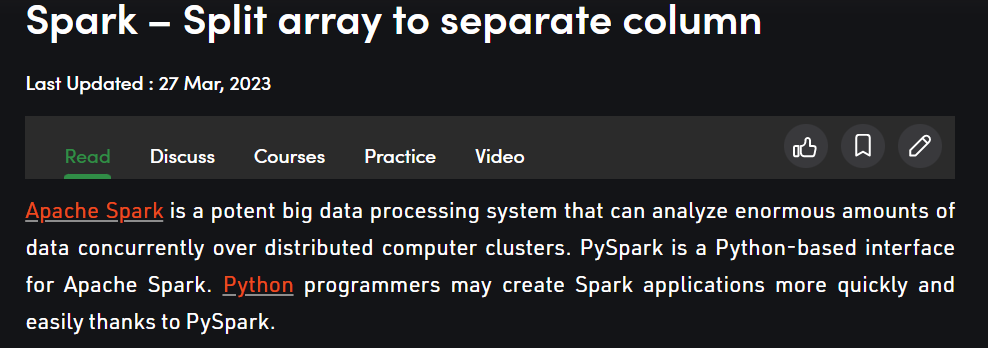 Spark – Split array to separate column
Last Updated : 27 Mar, 2023
Read Discuss Courses Practice Video
Apache Spark is a potent big data processing system that can analyze enormous amounts of
data concurrently over distributed computer clusters. PySpark is a Python-based interface
for Apache Spark. Python programmers may create Spark applications more quickly and
easily thanks to PySpark.